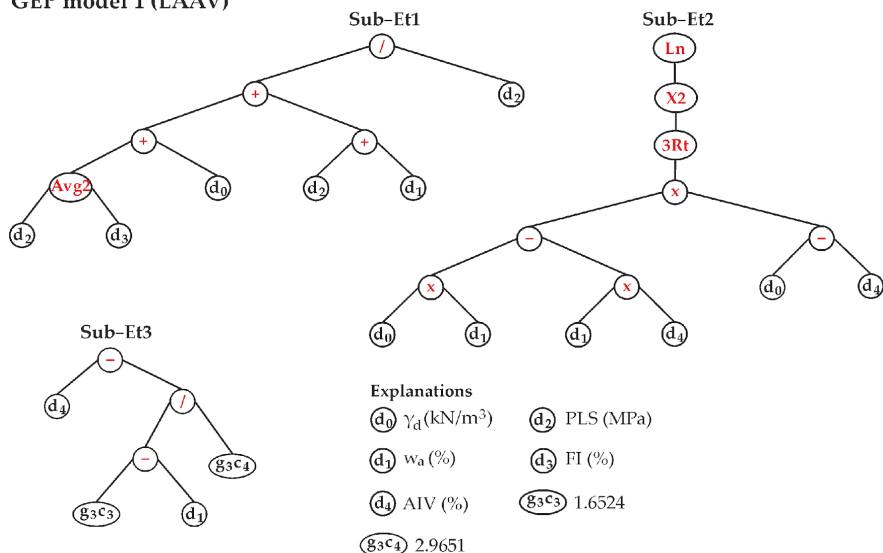 GEP model 1 (LAAV)
Sub–Et1
/
+
d2
+
+
Avg2
d0
d2
d1
d2
d3
Sub–Et2
Ln
X2
3Rt
x
–
–
x
x
d0
d4
d0
d1
d1
d4
Sub–Et3
–
d4
/
–
g3c4
g3c3
d1
Explanations
d0 γd(kN/m³)
d2 PLS (MPa)
d1 wa (%)
d3 FI (%)
d4 AIV (%)
g3c3 1.6524
g3c4 2.9651